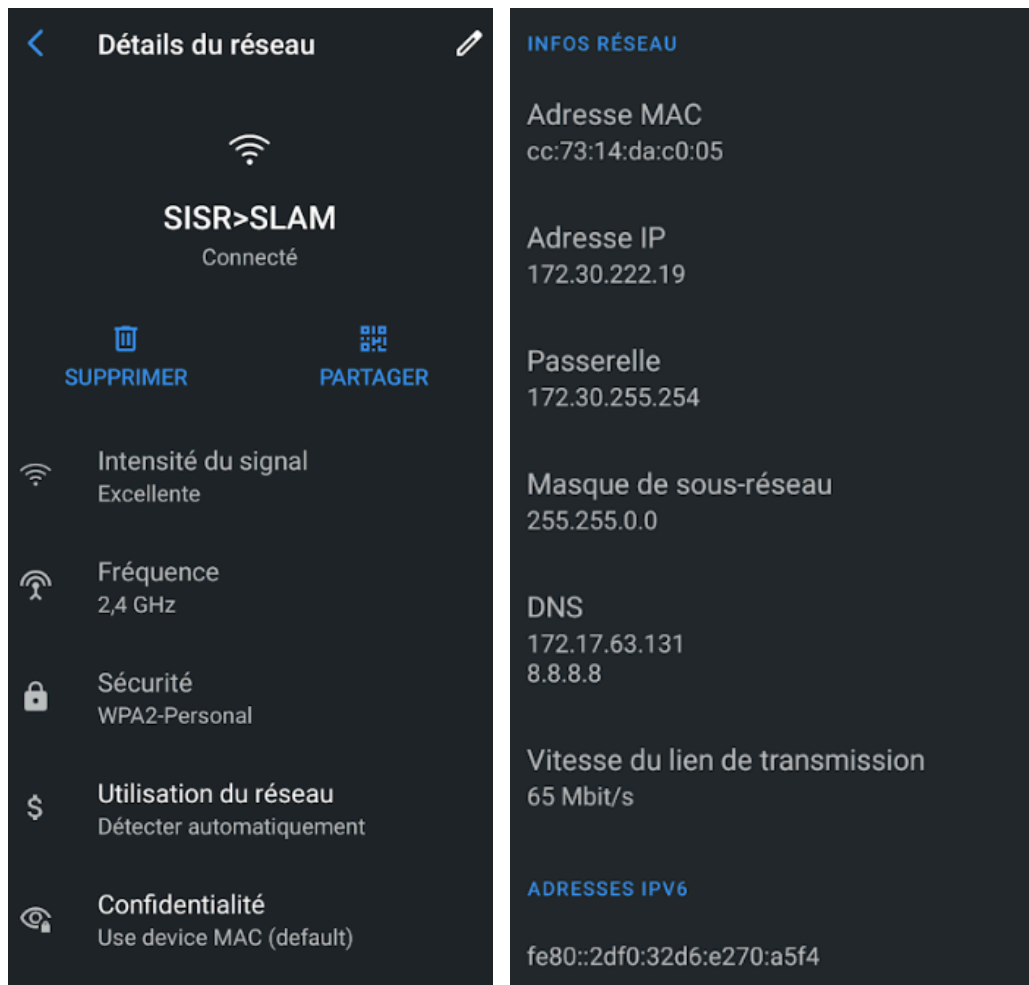 Détails du réseau
SISR>SLAM
Connecté
SUPPRIMER
PARTAGER
Intensité du signal
Excellente
Fréquence
2,4 GHz
Sécurité
WPA2-Personal
Utilisation du réseau
Détecter automatiquement
Confidentialité
Use device MAC (default)
INFOS RÉSEAU
Adresse MAC
cc:73:14:da:c0:05
Adresse IP
172.30.222.19
Passerelle
172.30.255.254
Masque de sous-réseau
255.255.0.0
DNS
172.17.63.131
8.8.8.8
Vitesse du lien de transmission
65 Mbit/s
ADRESSES IPV6
fe80::2df0:32d6:e270:a5f4